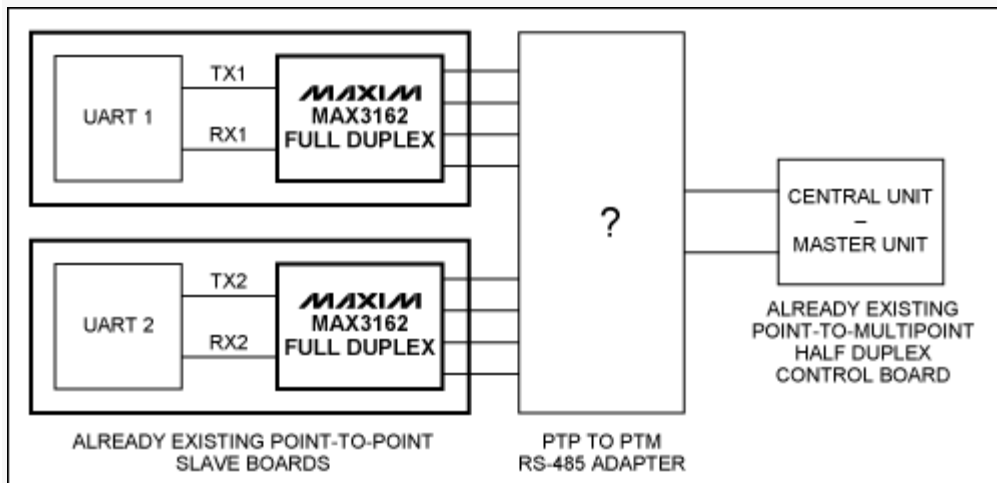 UART 1
TX1
RX1
MAXIM
MAX3162
FULL DUPLEX
UART 2
TX2
RX2
MAXIM
MAX3162
FULL DUPLEX
ALREADY EXISTING POINT-TO-POINT
SLAVE BOARDS
?
PTP TO PTM
RS-485 ADAPTER
CENTRAL UNIT
–
MASTER UNIT
ALREADY EXISTING
POINT-TO-MULTIPOINT
HALF DUPLEX
CONTROL BOARD